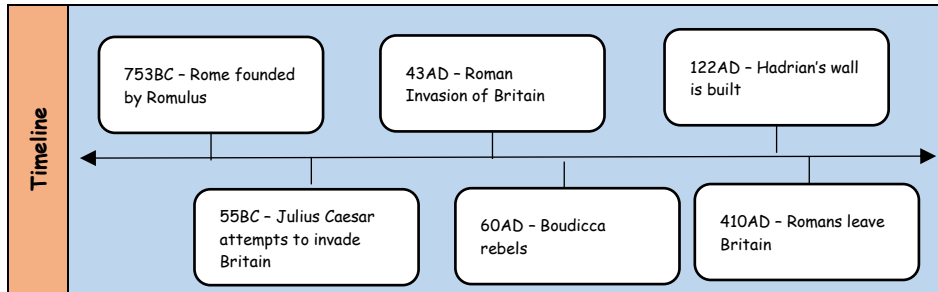 Timeline
753BC – Rome founded
by Romulus
43AD – Roman
Invasion of Britain
122AD – Hadrian's wall
is built
55BC – Julius Caesar
attempts to invade
Britain
60AD – Boudicca
rebels
410AD – Romans leave
Britain